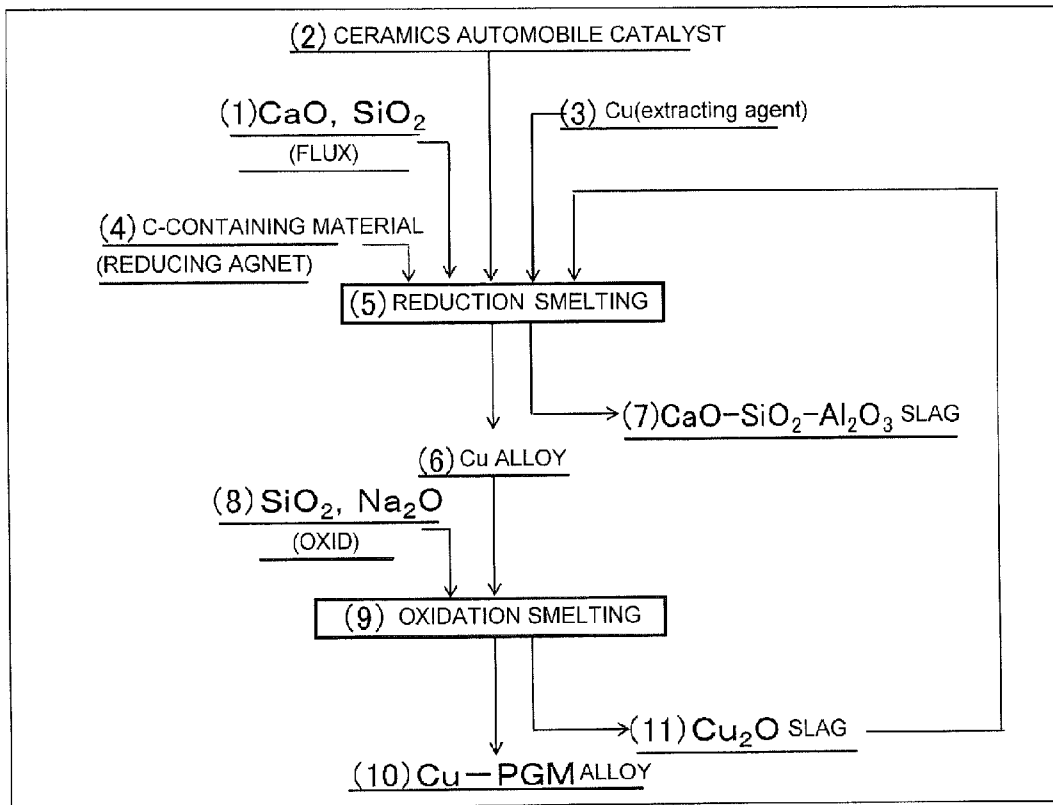 (2) CERAMICS AUTOMOBILE CATALYST
(1)CaO, SiO₂
(FLUX)
(3) Cu(extracting agent)
(4) C-CONTAINING MATERIAL
(REDUCING AGNET)
(5) REDUCTION SMELTING
(7)CaO-SiO₂-Al₂O₃ SLAG
(6) Cu ALLOY
(8) SiO₂, Na₂O
(OXID)
(9) OXIDATION SMELTING
(11) Cu₂O SLAG
(10) Cu-PGM ALLOY